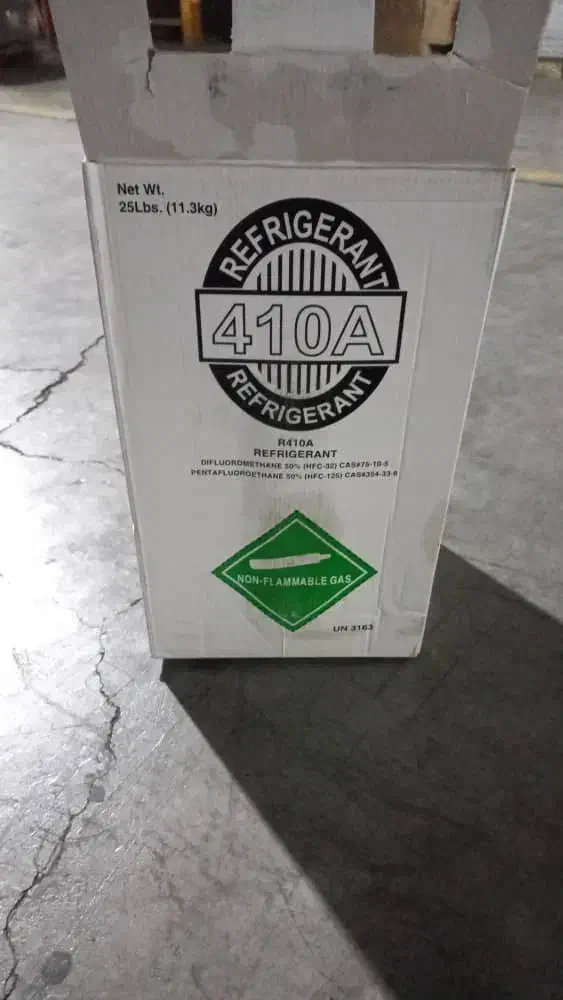 Net Wt.
25Lbs. (11.3kg)
REFRIGERANT
410A
REFRIGERANT
R410A
REFRIGERANT
DIFLUOROMETHANE 50% (HFC-32) CAS#75-10-5
PENTAFLUOROETHANE 50% (HFC-125) CAS#354-33-6
NON-FLAMMABLE GAS
UN 3163